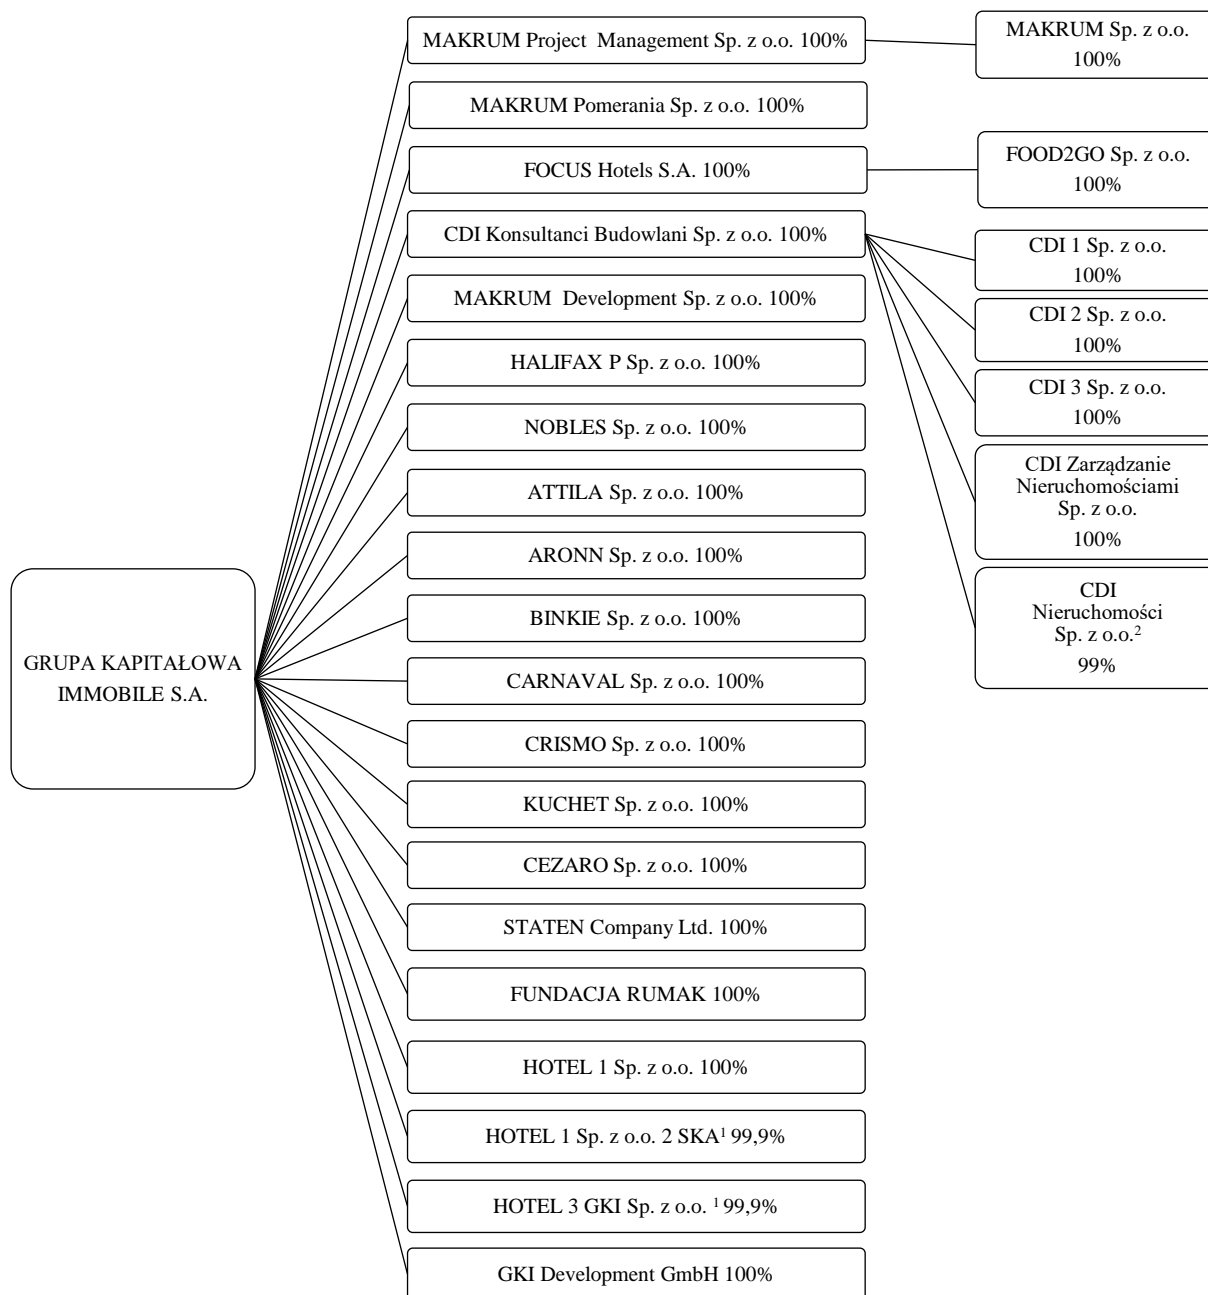 GRUPA KAPITAŁOWA
IMMOBILE S.A.
MAKRUM Project Management Sp. z o.o. 100%
MAKRUM Pomerania Sp. z o.o. 100%
FOCUS Hotels S.A. 100%
CDI Konsultanci Budowlani Sp. z o.o. 100%
MAKRUM Development Sp. z o.o. 100%
HALIFAX P Sp. z o.o. 100%
NOBLES Sp. z o.o. 100%
ATTILA Sp. z o.o. 100%
ARONN Sp. z o.o. 100%
BINKIE Sp. z o.o. 100%
CARNAVAL Sp. z o.o. 100%
CRISMO Sp. z o.o. 100%
KUCHET Sp. z o.o. 100%
CEZARO Sp. z o.o. 100%
STATEN Company Ltd. 100%
FUNDACJA RUMAK 100%
HOTEL 1 Sp. z o.o. 100%
HOTEL 1 Sp. z o.o. 2 SKA¹ 99,9%
HOTEL 3 GKI Sp. z o.o. ¹ 99,9%
GKI Development GmbH 100%
MAKRUM Sp. z o.o.
100%
FOOD2GO Sp. z o.o.
100%
CDI 1 Sp. z o.o.
100%
CDI 2 Sp. z o.o.
100%
CDI 3 Sp. z o.o.
100%
CDI Zarządzanie
Nieruchomościami
Sp. z o.o.
100%
CDI
Nieruchomości
Sp. z o.o.²
99%